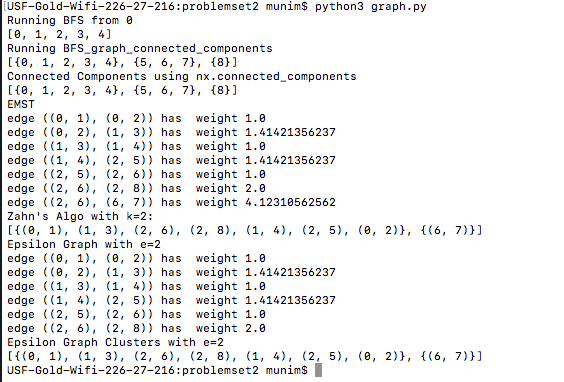 USF-Gold-Wifi-226-27-216:problemset2 munim$ python3 graph.py
Running BFS from 0
[0, 1, 2, 3, 4]
Running BFS_graph_connected_components
[{0, 1, 2, 3, 4}, {5, 6, 7}, {8}]
Connected Components using nx.connected_components
[{0, 1, 2, 3, 4}, {5, 6, 7}, {8}]
EMST
edge ((0, 1), (0, 2)) has  weight 1.0
edge ((0, 2), (1, 3)) has  weight 1.41421356237
edge ((1, 3), (1, 4)) has  weight 1.0
edge ((1, 4), (2, 5)) has  weight 1.41421356237
edge ((2, 5), (2, 6)) has  weight 1.0
edge ((2, 6), (2, 8)) has  weight 2.0
edge ((2, 6), (6, 7)) has  weight 4.12310562562
Zahn's Algo with k=2:
[{(0, 1), (1, 3), (2, 6), (2, 8), (1, 4), (2, 5), (0, 2)}, {(6, 7)}]
Epsilon Graph with e=2
edge ((0, 1), (0, 2)) has  weight 1.0
edge ((0, 2), (1, 3)) has  weight 1.41421356237
edge ((1, 3), (1, 4)) has  weight 1.0
edge ((1, 4), (2, 5)) has  weight 1.41421356237
edge ((2, 5), (2, 6)) has  weight 1.0
edge ((2, 6), (2, 8)) has  weight 2.0
Epsilon Graph Clusters with e=2
[{(0, 1), (1, 3), (2, 6), (2, 8), (1, 4), (2, 5), (0, 2)}, {(6, 7)}]
USF-Gold-Wifi-226-27-216:problemset2 munim$